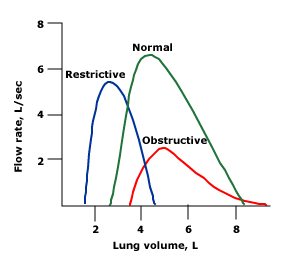 8
Normal
Restrictive
6
4
Obstructive
2
Flow rate, L/sec
2 4 6 8
Lung volume, L